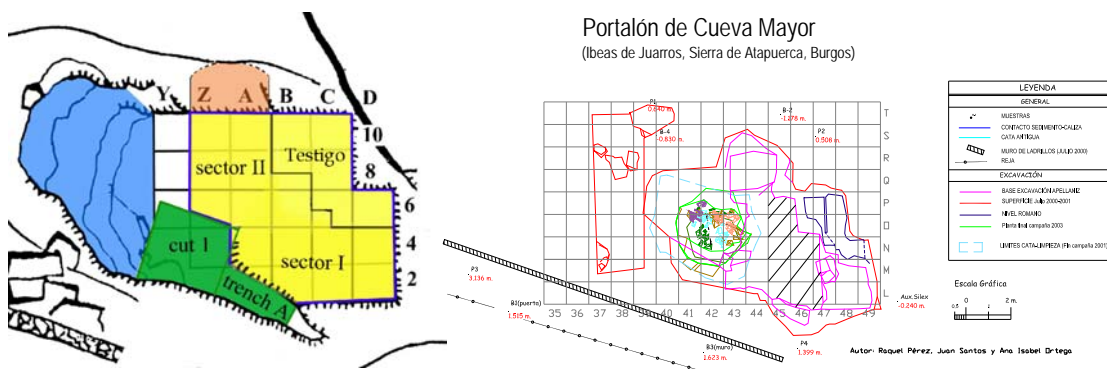 Y Z A B C D
10
8
6
4
2
sector II
Testigo
cut 1
sector I
trench A
Portalón de Cueva Mayor
(Ibeas de Juarros, Sierra de Atapuerca, Burgos)
P1
0.640 m.
B-4
-0.830 m.
B-2
-1.278 m.
P2
0.508 m.
T
S
R
Q
P
O
N
M
L
P3
3.136 m.
B1(puerta)
1.515 m.
35 36 37 38 39 40 41 42 43 44 45 46 47 48 49
B3(muro)
1.623 m.
P4
1.399 m.
Aux.Silex
-0.240 m.
LEYENDA
GENERAL
MUESTRAS
CONTACTO SEDIMENTO-CALIZA
CATA ANTIGUA
MURO DE LADRILLOS (JULIO 2000)
REJA
EXCAVACIÓN
BASE EXCAVACIÓN APELLANIZ
SUPERFICIE Julio 2000-2001
NIVEL ROMANO
Planta final campaña 2003
LIMITES CATA-LIMPIEZA (Fin campaña 2001)
Escala Gráfica
0.5 0 1 2 m.
Autor: Raquel Pérez, Juan Santos y Ana Isabel Ortega